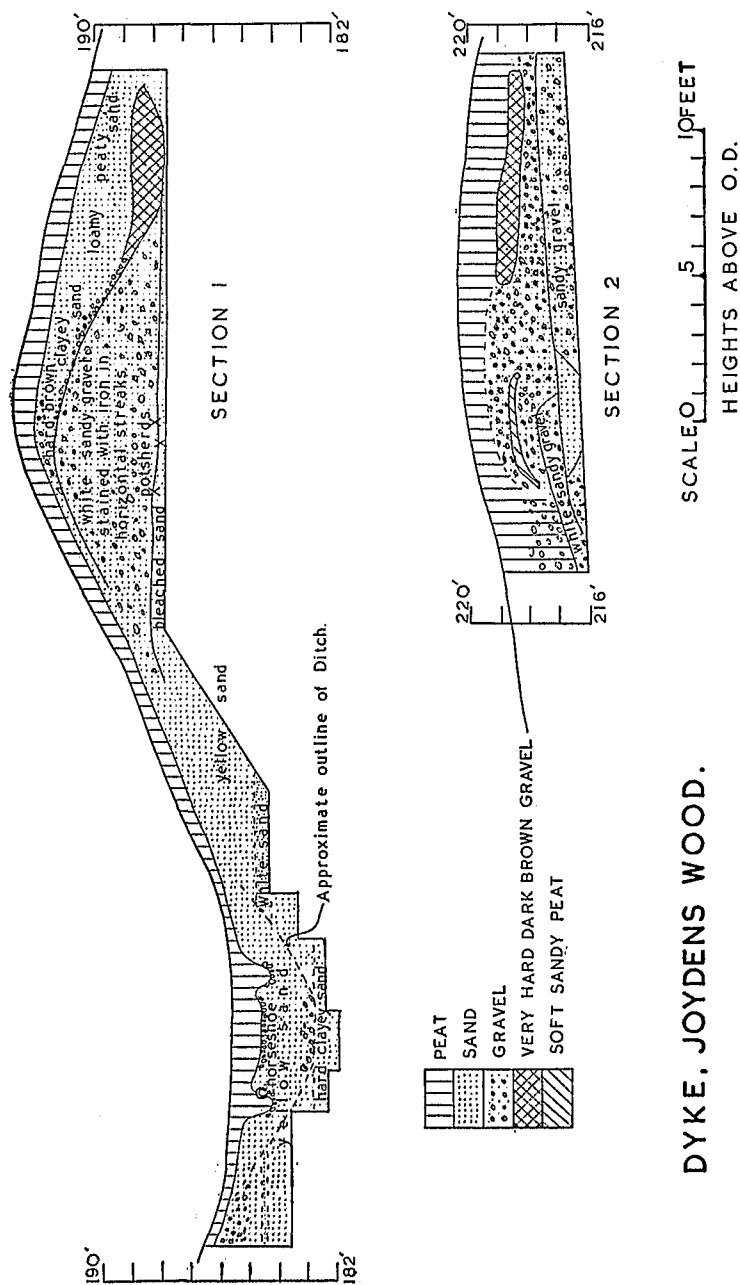 190'
182'
190'
182'
hard brown clayey sand
loamy peaty sand
white sandy gravel
stained with iron in
horizontal streaks
potsherds
bleached sand
yellow sand
white sand
Approximate outline of Ditch.
horseshoe
yellow sand
hard clayey sand
SECTION 1
220'
216'
220'
216'
sandy gravel
white sandy gravel
SECTION 2
PEAT
SAND
GRAVEL
VERY HARD DARK BROWN GRAVEL
SOFT SANDY PEAT
SCALE 0 5 10 FEET
HEIGHTS ABOVE O.D.
DYKE, JOYDENS WOOD.